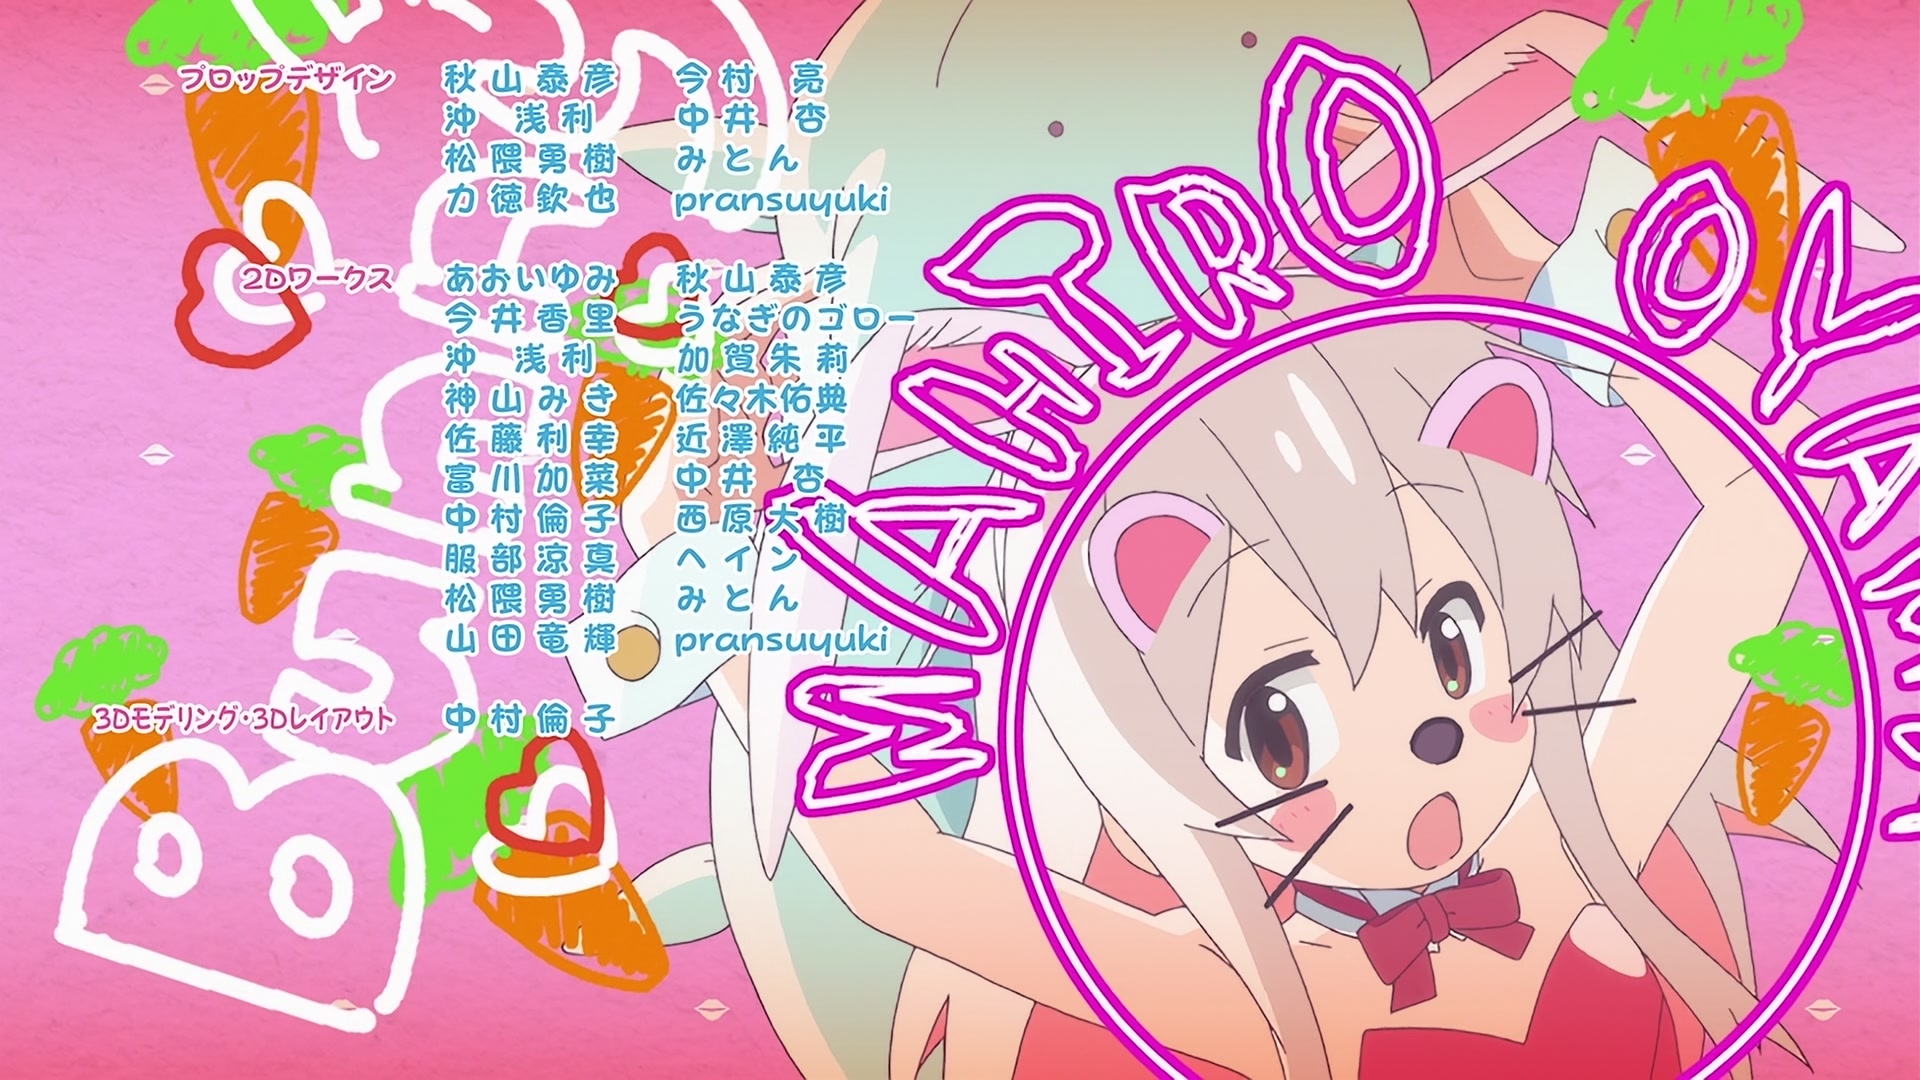 プロップデザイン
秋山泰彦 今村 亮
沖 浅利 中井 杏
松隈勇樹 みとん
力徳欽也 pransuyuki
2Dワークス
あおいゆみ 秋山泰彦
今井香里 うなぎのゴロー
沖 浅利 加賀朱莉
神山みき 佐々木佑典
佐藤利幸 近澤純平
富川加菜 中井 杏
中村倫子 西原大樹
服部涼真 ヘイン
松隈勇樹 みとん
山田竜輝 pransuyuki
3Dモデリング・3Dレイアウト
中村倫子
MAHIRO OYAMA